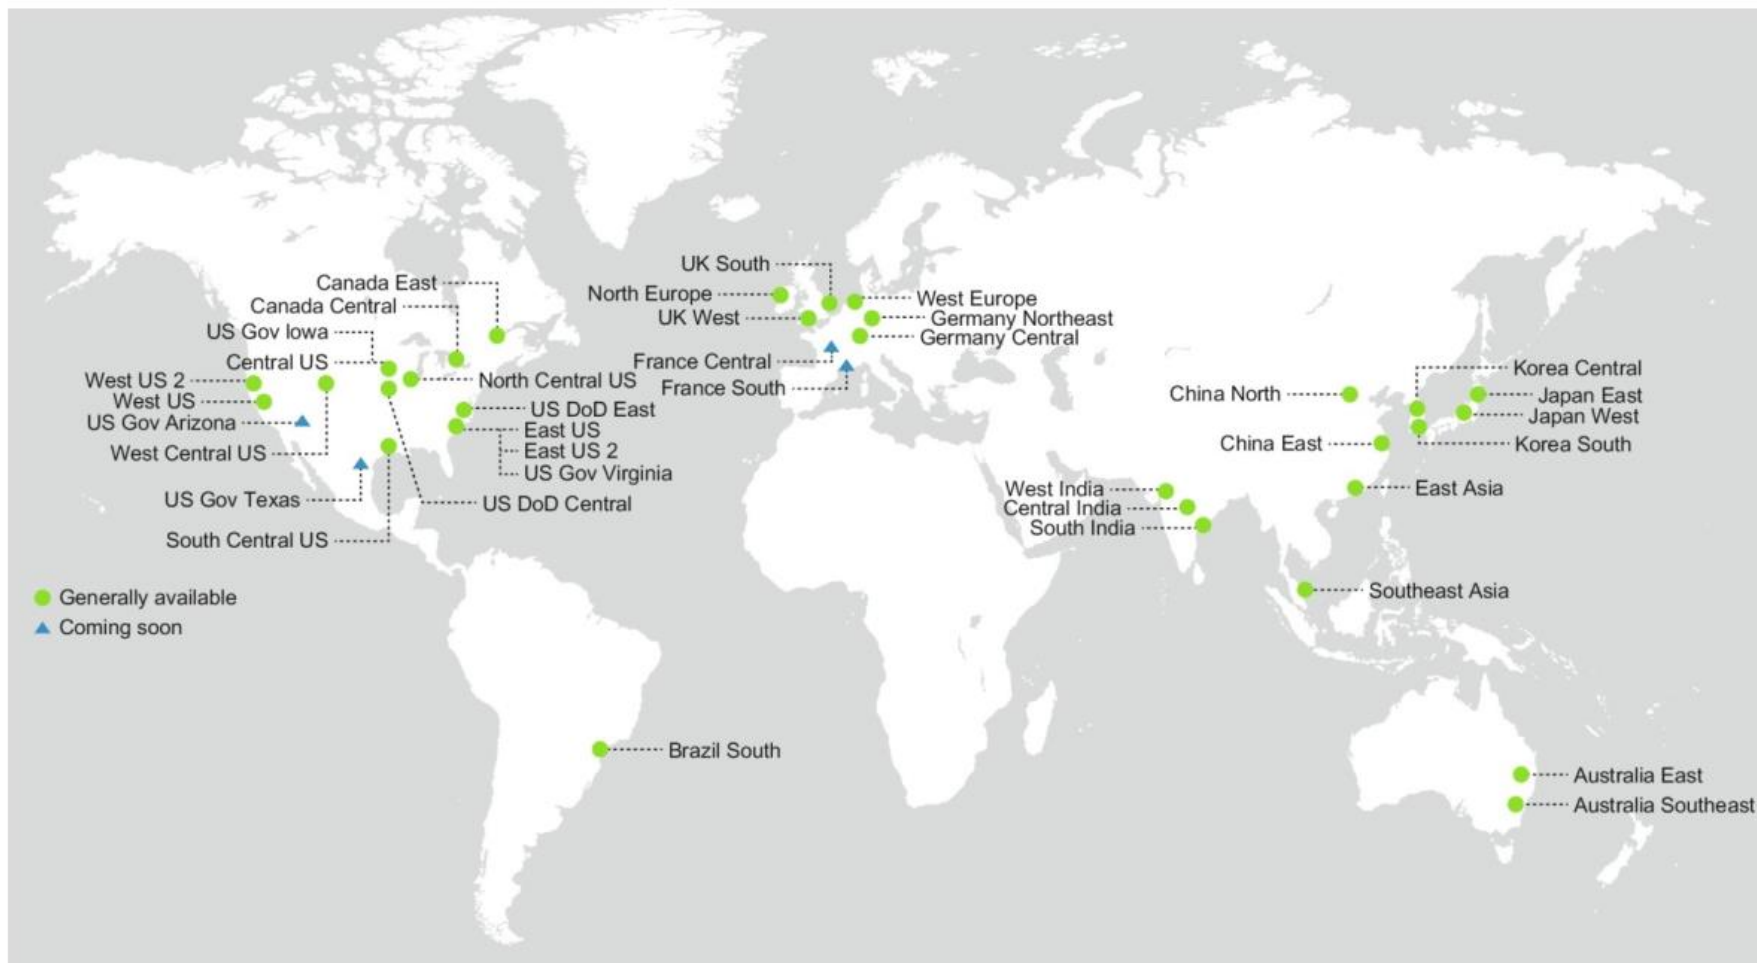 Canada East
Canada Central
US Gov Iowa
Central US
West US 2
West US
US Gov Arizona
West Central US
US Gov Texas
South Central US
North Central US
US DoD East
East US
East US 2
US Gov Virginia
US DoD Central
Generally available
Coming soon
Brazil South
UK South
North Europe
UK West
France Central
France South
West Europe
Germany Northeast
Germany Central
China North
China East
West India
Central India
South India
Korea Central
Japan East
Japan West
Korea South
East Asia
Southeast Asia
Australia East
Australia Southeast